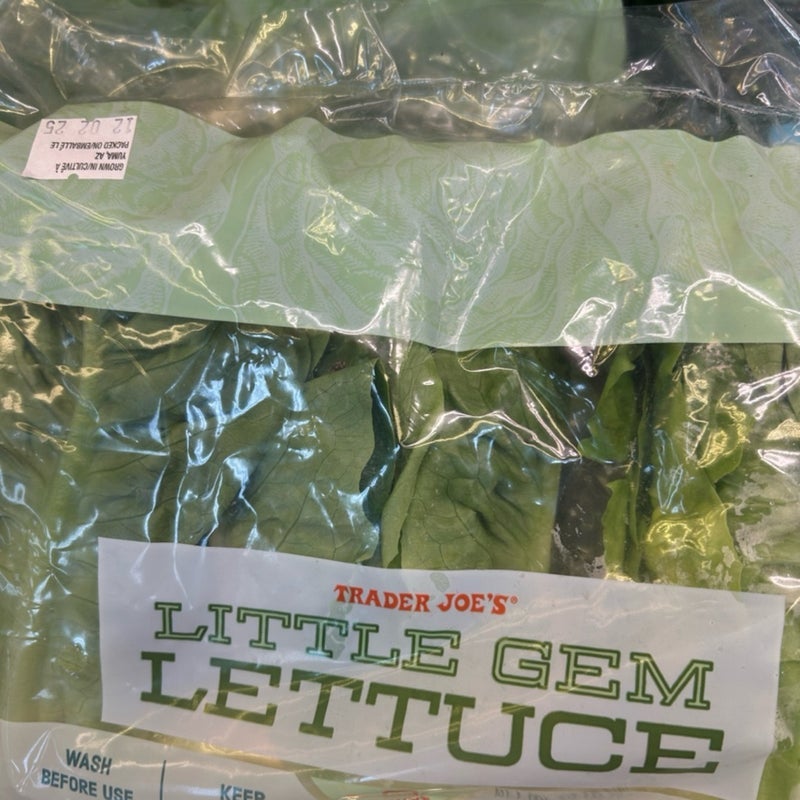 GROWN IN/CULTIVÉ À
YUMA, AZ
PACKED ON/EMBALLÉ LE
12 02 25
TRADER JOE'S®
LITTLE GEM
LETTUCE
WASH
BEFORE USE
KEEP